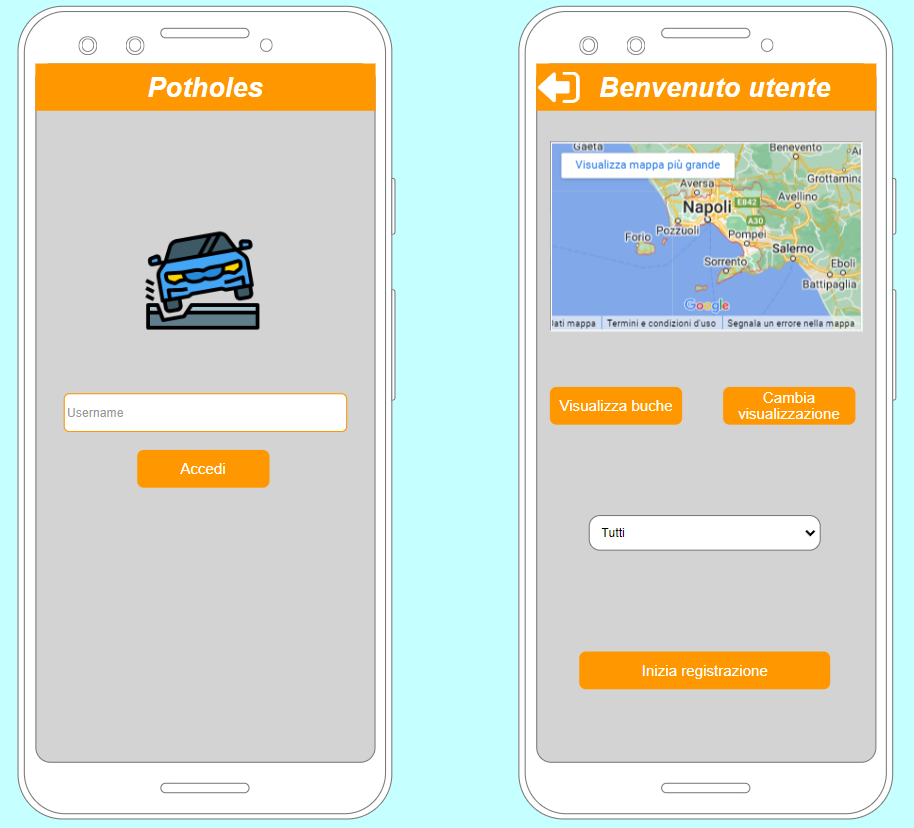 Potholes
Username
Accedi
Benvenuto utente
Gaeta
Benevento
Visualizza mappa più grande
Grottamina
Aversa
Avellino
Napoli
E842
A30
Pozzuoli
Forio
Pompei
Salerno
Sorrento
Eboli
Battipaglia
Google
Dati mappa
Termini e condizioni d'uso
Segnala un errore nella mappa
Visualizza buche
Cambia
visualizzazione
Tutti
Inizia registrazione